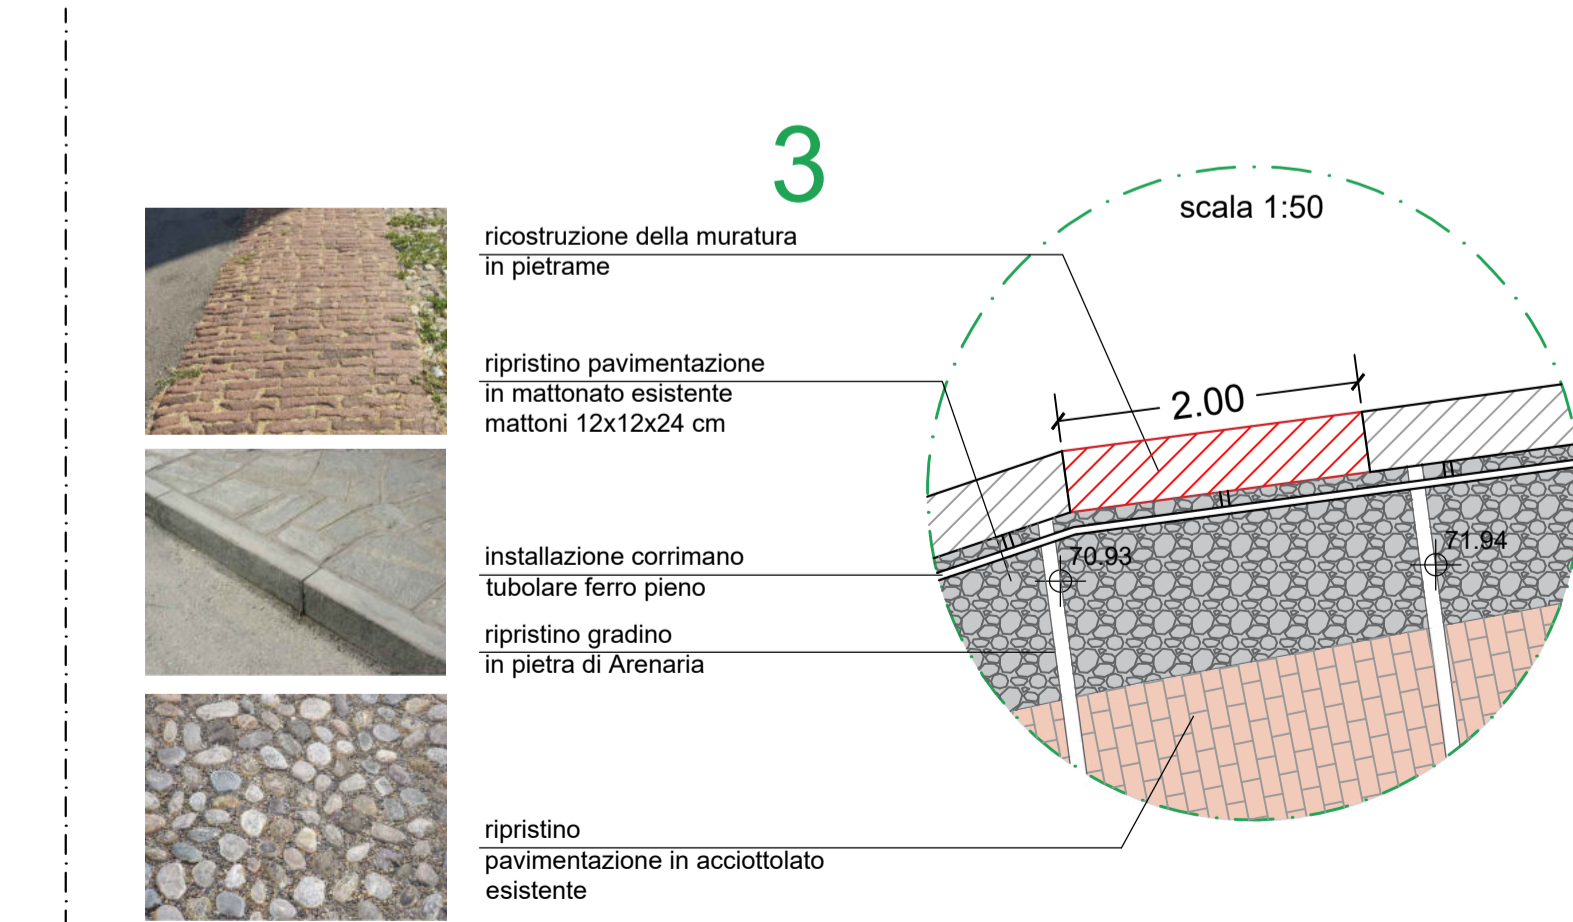 3
scala 1:50
ricostruzione della muratura
in pietrame
ripristino pavimentazione
in mattonato esistente
mattoni 12x12x24 cm
2.00
installazione corrimano
tubolare ferro pieno
70.93
71.94
ripristino gradino
in pietra di Arenaria
ripristino
pavimentazione in acciottolato
esistente